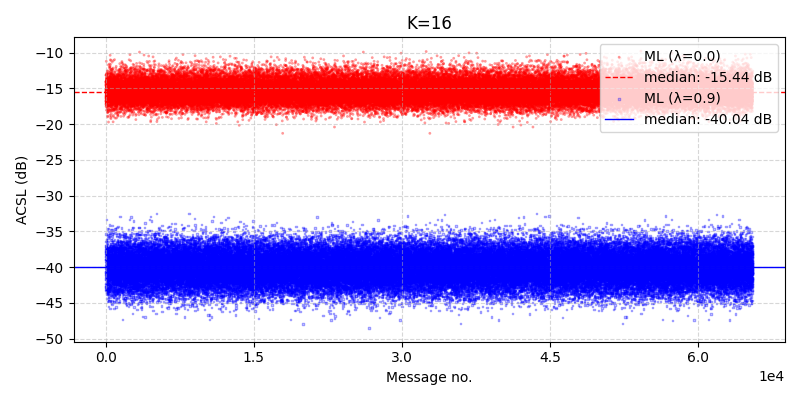 K=16
ML (λ=0.0)
median: -15.44 dB
ML (λ=0.9)
median: -40.04 dB
ACSL (dB)
−10
−15
−20
−25
−30
−35
−40
−45
−50
0.0 1.5 3.0 4.5 6.0
1e4
Message no.